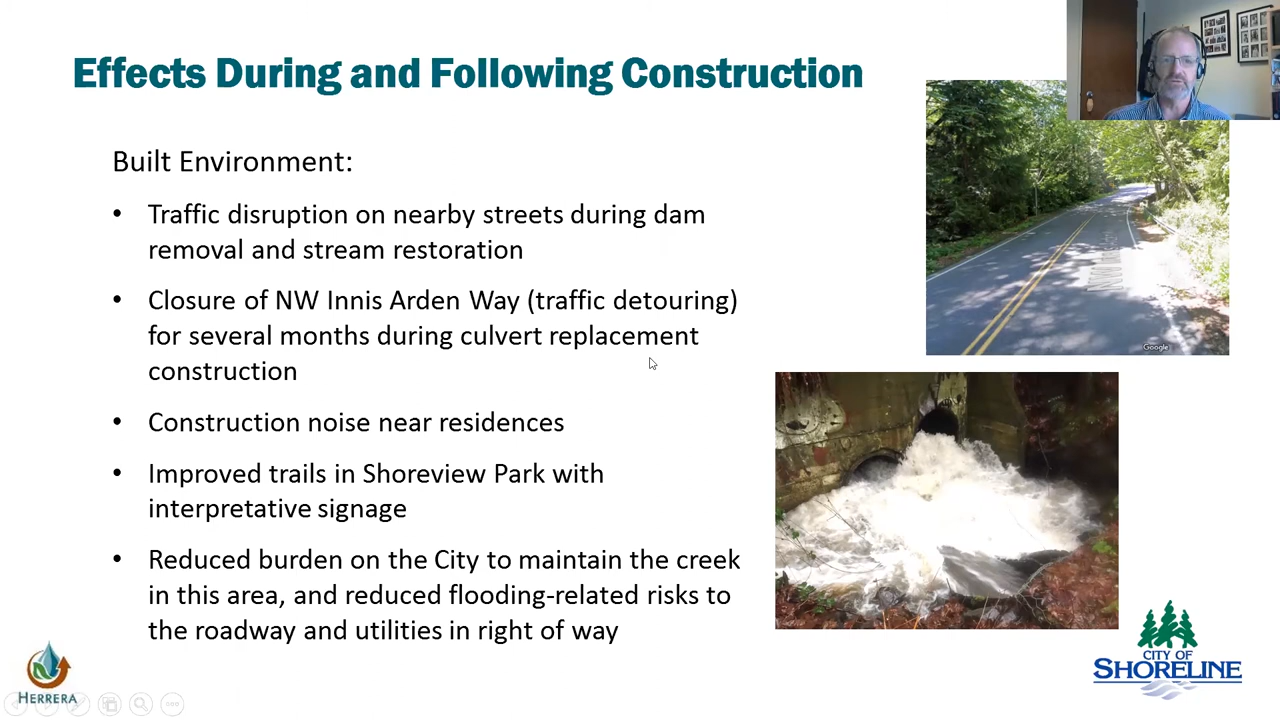 Effects During and Following Construction
Built Environment:
• Traffic disruption on nearby streets during dam
removal and stream restoration
• Closure of NW Innis Arden Way (traffic detouring)
for several months during culvert replacement
construction
• Construction noise near residences
• Improved trails in Shoreview Park with
interpretative signage
• Reduced burden on the City to maintain the creek
in this area, and reduced flooding-related risks to
the roadway and utilities in right of way
Google
HERRERA
CITY OF
SHORELINE